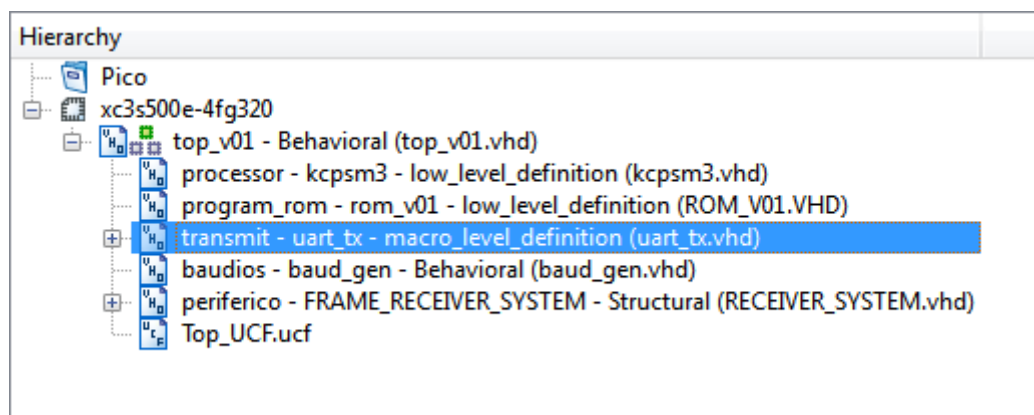 Hierarchy
Pico
xc3s500e-4fg320
top_v01 - Behavioral (top_v01.vhd)
processor - kcpsm3 - low_level_definition (kcpsm3.vhd)
program_rom - rom_v01 - low_level_definition (ROM_V01.VHD)
transmit - uart_tx - macro_level_definition (uart_tx.vhd)
baudios - baud_gen - Behavioral (baud_gen.vhd)
periferico - FRAME_RECEIVER_SYSTEM - Structural (RECEIVER_SYSTEM.vhd)
Top_UCF.ucf